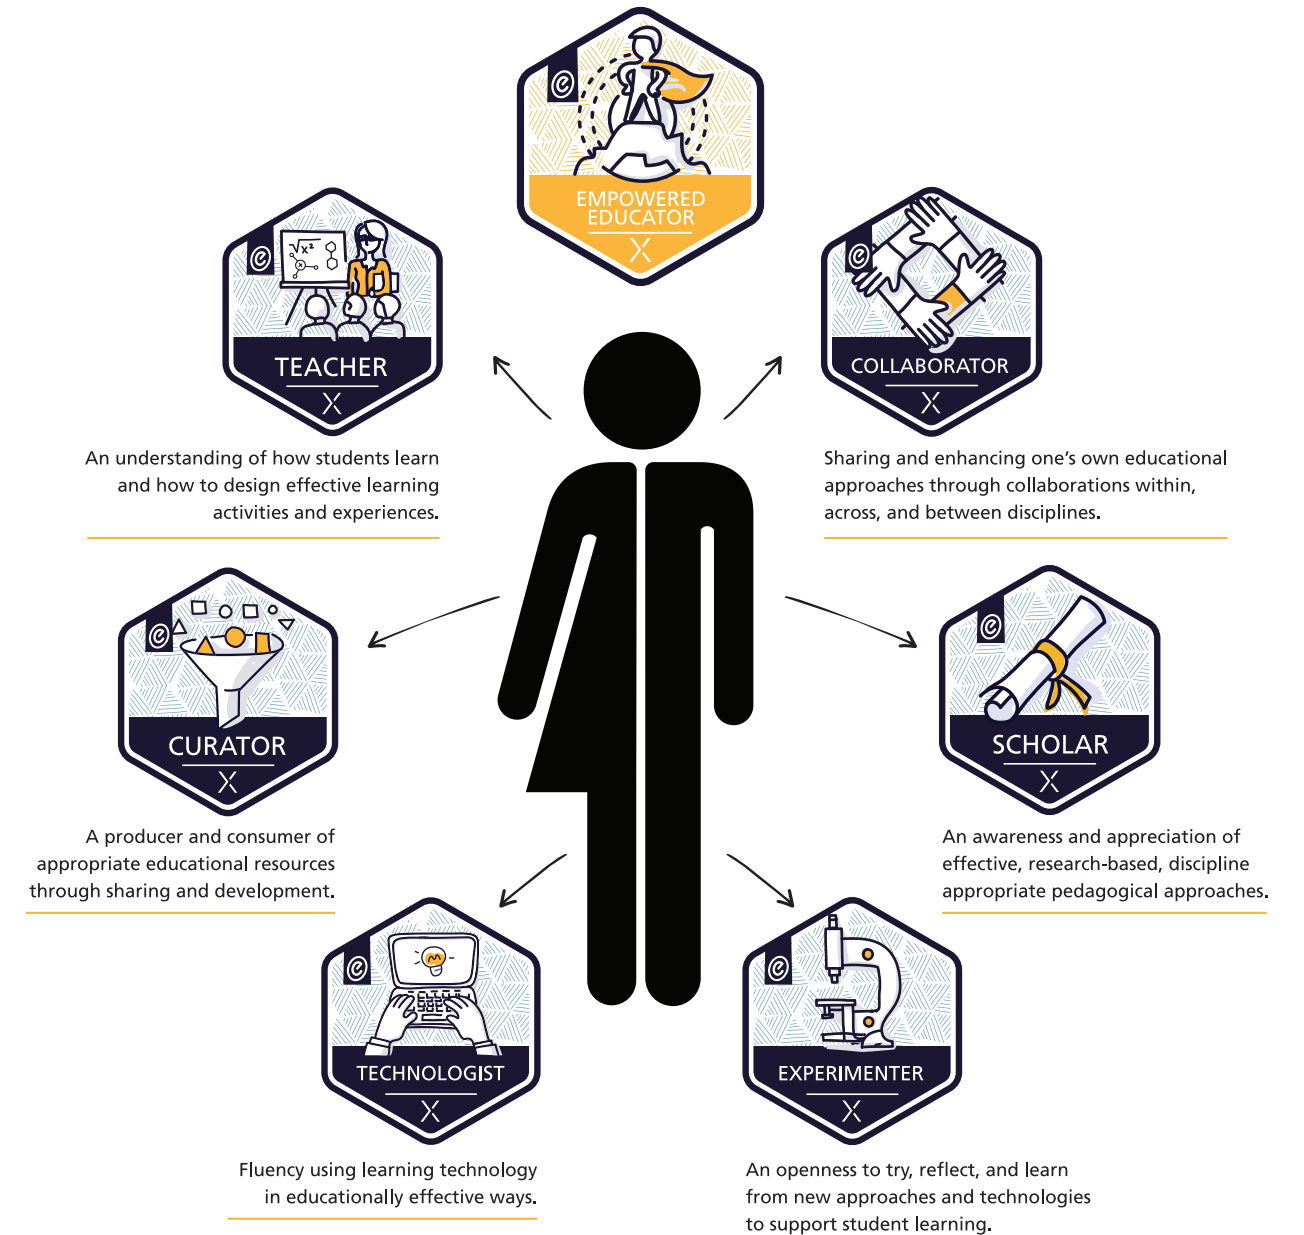 EMPOWERED
EDUCATOR
X
e
√x²
x
TEACHER
X
An understanding of how students learn
and how to design effective learning
activities and experiences.
e
COLLABORATOR
X
Sharing and enhancing one’s own educational
approaches through collaborations within,
across, and between disciplines.
e
CURATOR
X
A producer and consumer of
appropriate educational resources
through sharing and development.
e
SCHOLAR
X
An awareness and appreciation of
effective, research-based, discipline
appropriate pedagogical approaches.
e
TECHNOLOGIST
X
Fluency using learning technology
in educationally effective ways.
e
EXPERIMENTER
X
An openness to try, reflect, and learn
from new approaches and technologies
to support student learning.
e